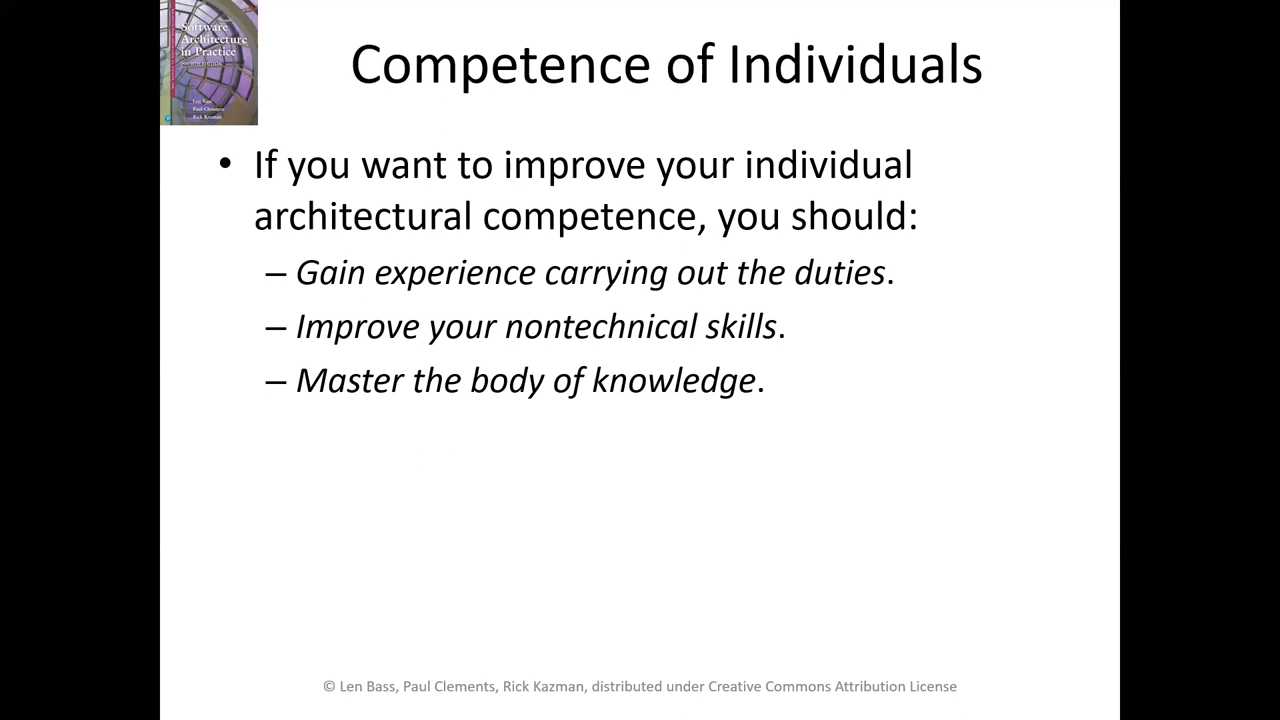 Software
Architecture
in Practice
FOURTH EDITION
Len Bass
Paul Clements
Rick Kazman
Competence of Individuals
• If you want to improve your individual
architectural competence, you should:
– Gain experience carrying out the duties.
– Improve your nontechnical skills.
– Master the body of knowledge.
© Len Bass, Paul Clements, Rick Kazman, distributed under Creative Commons Attribution License